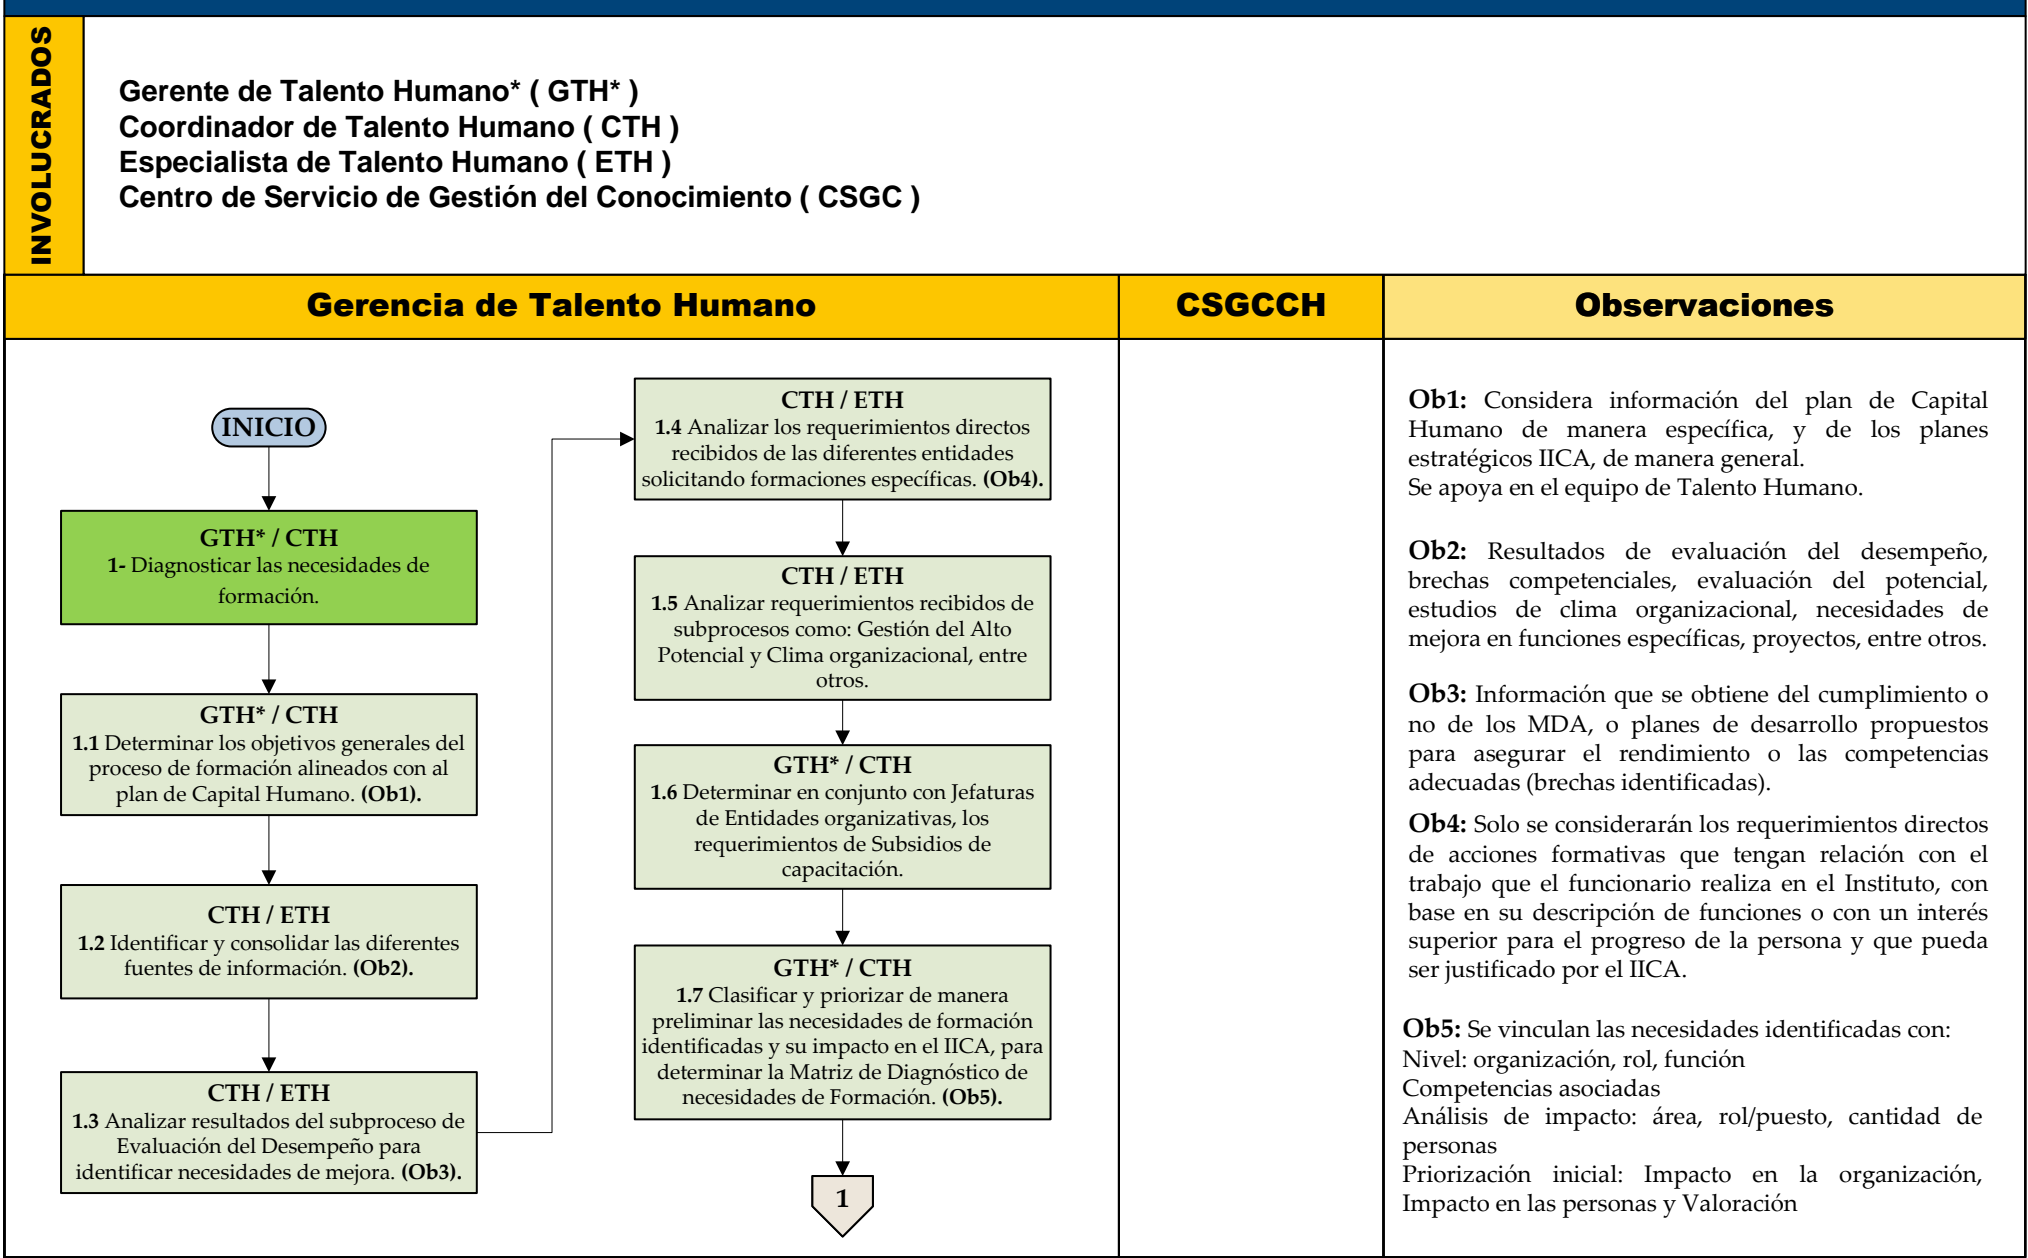 INVOLUCRADOS
Gerente de Talento Humano* ( GTH* )
Coordinador de Talento Humano ( CTH )
Especialista de Talento Humano ( ETH )
Centro de Servicio de Gestión del Conocimiento ( CSGC )
Gerencia de Talento Humano
CSGCCH
Observaciones
INICIO
GTH* / CTH
1- Diagnosticar las necesidades de
formación.
GTH* / CTH
1.1 Determinar los objetivos generales del
proceso de formación alineados con al
plan de Capital Humano. (Ob1).
CTH / ETH
1.2 Identificar y consolidar las diferentes
fuentes de información. (Ob2).
CTH / ETH
1.3 Analizar resultados del subproceso de
Evaluación del Desempeño para
identificar necesidades de mejora. (Ob3).
CTH / ETH
1.4 Analizar los requerimientos directos
recibidos de las diferentes entidades
solicitando formaciones específicas. (Ob4).
CTH / ETH
1.5 Analizar requerimientos recibidos de
subprocesos como: Gestión del Alto
Potencial y Clima organizacional, entre
otros.
GTH* / CTH
1.6 Determinar en conjunto con Jefaturas
de Entidades organizativas, los
requerimientos de Subsidios de
capacitación.
GTH* / CTH
1.7 Clasificar y priorizar de manera
preliminar las necesidades de formación
identificadas y su impacto en el IICA, para
determinar la Matriz de Diagnóstico de
necesidades de Formación. (Ob5).
1
Ob1: Considera información del plan de Capital
Humano de manera específica, y de los planes
estratégicos IICA, de manera general.
Se apoya en el equipo de Talento Humano.
Ob2: Resultados de evaluación del desempeño,
brechas competenciales, evaluación del potencial,
estudios de clima organizacional, necesidades de
mejora en funciones específicas, proyectos, entre otros.
Ob3: Información que se obtiene del cumplimiento o
no de los MDA, o planes de desarrollo propuestos
para asegurar el rendimiento o las competencias
adecuadas (brechas identificadas).
Ob4: Solo se considerarán los requerimientos directos
de acciones formativas que tengan relación con el
trabajo que el funcionario realiza en el Instituto, con
base en su descripción de funciones o con un interés
superior para el progreso de la persona y que pueda
ser justificado por el IICA.
Ob5: Se vinculan las necesidades identificadas con:
Nivel: organización, rol, función
Competencias asociadas
Análisis de impacto: área, rol/puesto, cantidad de
personas
Priorización inicial: Impacto en la organización,
Impacto en las personas y Valoración